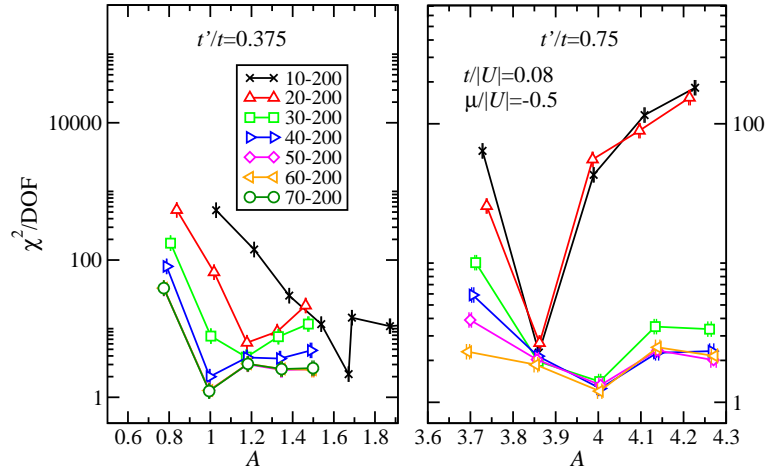 t'/t=0.375
t'/t=0.75
t/|U|=0.08
μ/|U|=-0.5
10-200
20-200
30-200
40-200
50-200
60-200
70-200
χ²/DOF
10000
100
1
100
1
0.6 0.8 1 1.2 1.4 1.6 1.8
3.6 3.7 3.8 3.9 4 4.1 4.2 4.3
A
A